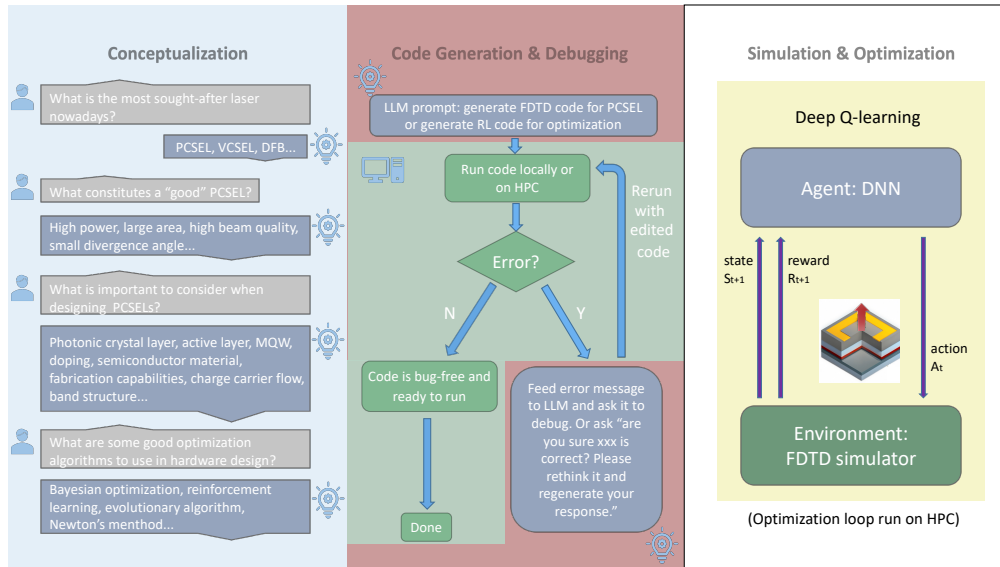 Conceptualization
What is the most sought-after laser
nowadays?
PCSEL, VCSEL, DFB...
What constitutes a “good” PCSEL?
High power, large area, high beam quality,
small divergence angle...
What is important to consider when
designing PCSELs?
Photonic crystal layer, active layer, MQW,
doping, semiconductor material,
fabrication capabilities, charge carrier flow,
band structure...
What are some good optimization
algorithms to use in hardware design?
Bayesian optimization, reinforcement
learning, evolutionary algorithm,
Newton’s menthod...
Code Generation & Debugging
LLM prompt: generate FDTD code for PCSEL
or generate RL code for optimization
Run code locally or
on HPC
Rerun
with
edited
code
Error?
N
Y
Code is bug-free and
ready to run
Done
Feed error message
to LLM and ask it to
debug. Or ask “are
you sure xxx is
correct? Please
rethink it and
regenerate your
response.”
Simulation & Optimization
Deep Q-learning
Agent: DNN
state
St+1
reward
Rt+1
action
At
Environment:
FDTD simulator
(Optimization loop run on HPC)